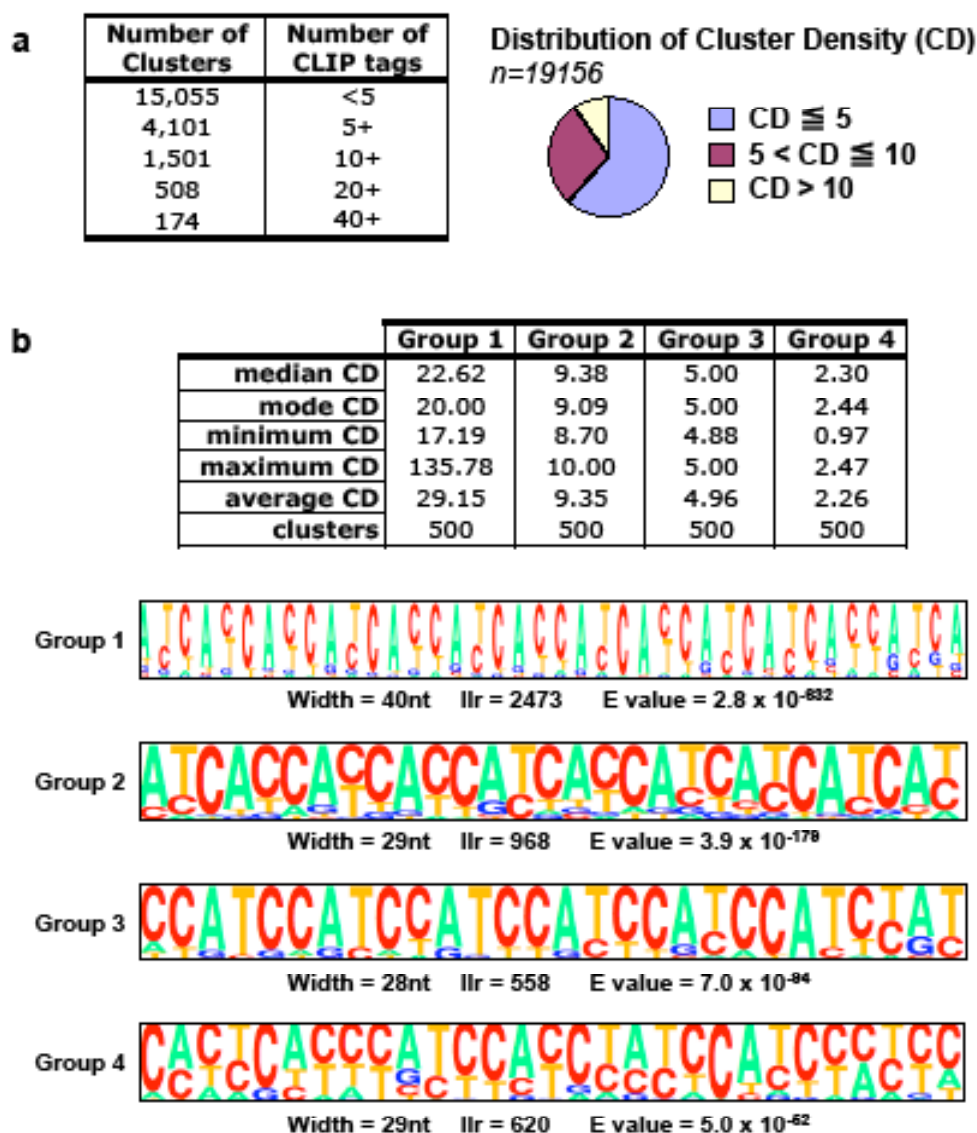 a
Number of Clusters Number of CLIP tags
15,055 <5
4,101 5+
1,501 10+
508 20+
174 40+
Distribution of Cluster Density (CD)
n=19156
CD ≦ 5
5 < CD ≦ 10
CD > 10
b
Group 1 Group 2 Group 3 Group 4
median CD 22.62 9.38 5.00 2.30
mode CD 20.00 9.09 5.00 2.44
minimum CD 17.19 8.70 4.88 0.97
maximum CD 135.78 10.00 5.00 2.47
average CD 29.15 9.35 4.96 2.26
clusters 500 500 500 500
Group 1
Width = 40nt llr = 2473 E value = 2.8 x 10-632
Group 2
ATCACCACCACCATCACCATCATCATCAC
Width = 29nt llr = 968 E value = 3.9 x 10-179
Group 3
CCATCCATCCATCCATCCATCCCATCTAT
Width = 28nt llr = 558 E value = 7.0 x 10-94
Group 4
CACTCACCCATCCACCTATCCATCCCTCC
Width = 29nt llr = 620 E value = 5.0 x 10-62